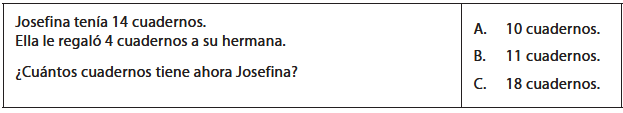 Josefina tenía 14 cuadernos.
Ella le regaló 4 cuadernos a su hermana.
¿Cuántos cuadernos tiene ahora Josefina?
A. 10 cuadernos.
B. 11 cuadernos.
C. 18 cuadernos.